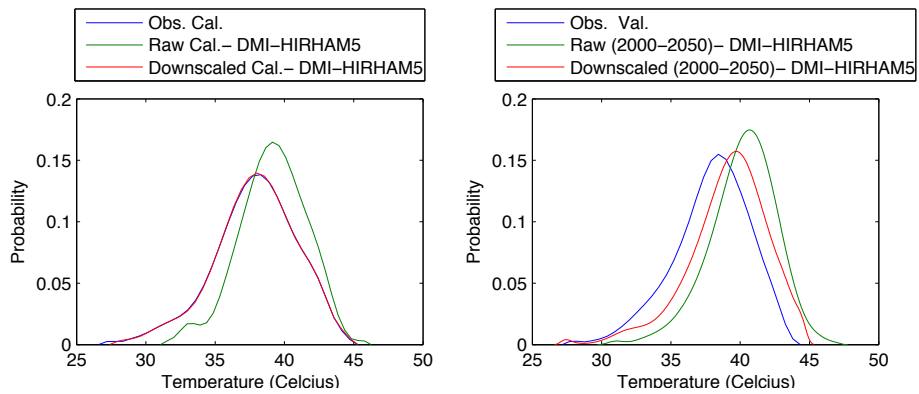 Obs. Cal.
Raw Cal.− DMI−HIRHAM5
Downscaled Cal.− DMI−HIRHAM5
0.2
0.15
0.1
0.05
0
Probability
25 30 35 40 45 50
Temperature (Celcius)
Obs. Val.
Raw (2000−2050)− DMI−HIRHAM5
Downscaled (2000−2050)− DMI−HIRHAM5
0.2
0.15
0.1
0.05
0
Probability
25 30 35 40 45 50
Temperature (Celcius)